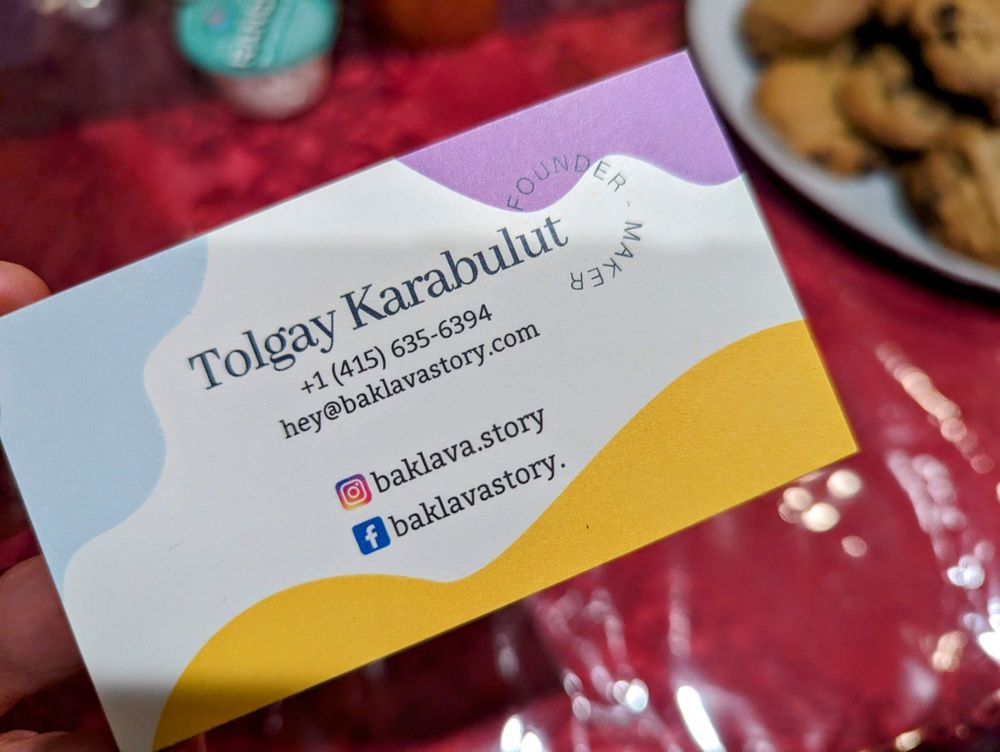 FOUNDER - MAKER
Tolgay Karabulut
+1 (415) 635-6394
hey@baklavastory.com
baklava.story
baklavastory.